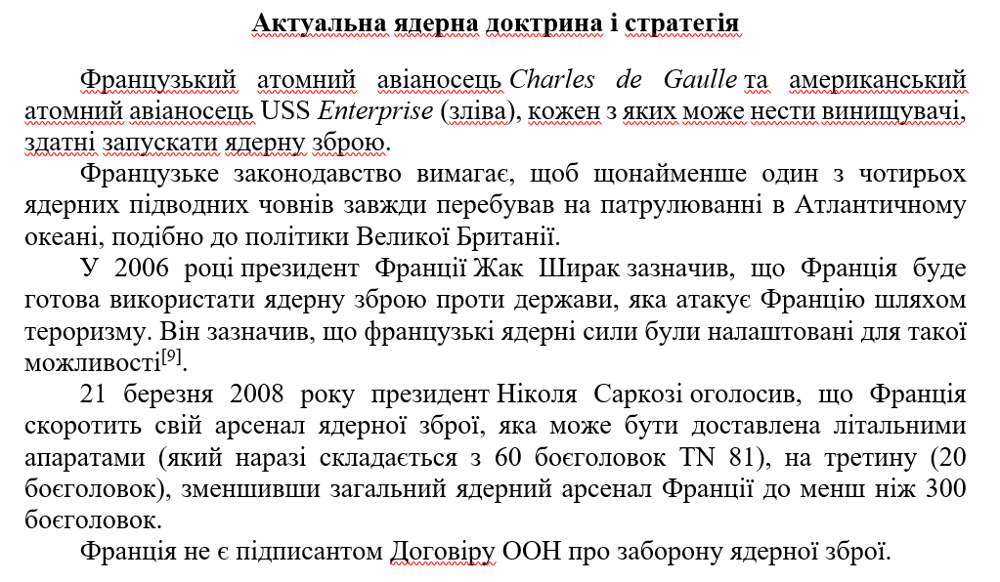 Актуальна ядерна доктрина і стратегія
Французький атомний авіаносець Charles de Gaulle та американський
атомний авіаносець USS Enterprise (зліва), кожен з яких може нести винищувачі,
здатні запускати ядерну зброю.
Французьке законодавство вимагає, щоб щонайменше один з чотирьох
ядерних підводних човнів завжди перебував на патрулюванні в Атлантичному
океані, подібно до політики Великої Британії.
У 2006 році президент Франції Жак Ширак зазначив, що Франція буде
готова використати ядерну зброю проти держави, яка атакує Францію шляхом
тероризму. Він зазначив, що французькі ядерні сили були налаштовані для такої
можливості[9].
21 березня 2008 року президент Ніколя Саркозі оголосив, що Франція
скоротить свій арсенал ядерної зброї, яка може бути доставлена літальними
апаратами (який наразі складається з 60 боєголовок TN 81), на третину (20
боєголовок), зменшивши загальний ядерний арсенал Франції до менш ніж 300
боєголовок.
Франція не є підписантом Договіру ООН про заборону ядерної зброї.